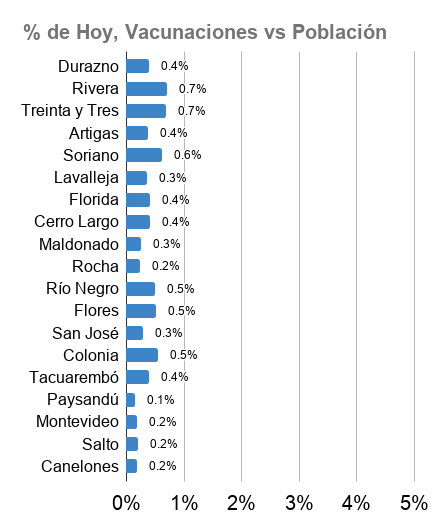 % de Hoy, Vacunaciones vs Población
Durazno 0.4%
Rivera 0.7%
Treinta y Tres 0.7%
Artigas 0.4%
Soriano 0.6%
Lavalleja 0.3%
Florida 0.4%
Cerro Largo 0.4%
Maldonado 0.3%
Rocha 0.2%
Río Negro 0.5%
Flores 0.5%
San José 0.3%
Colonia 0.5%
Tacuarembó 0.4%
Paysandú 0.1%
Montevideo 0.2%
Salto 0.2%
Canelones 0.2%
0% 1% 2% 3% 4% 5%